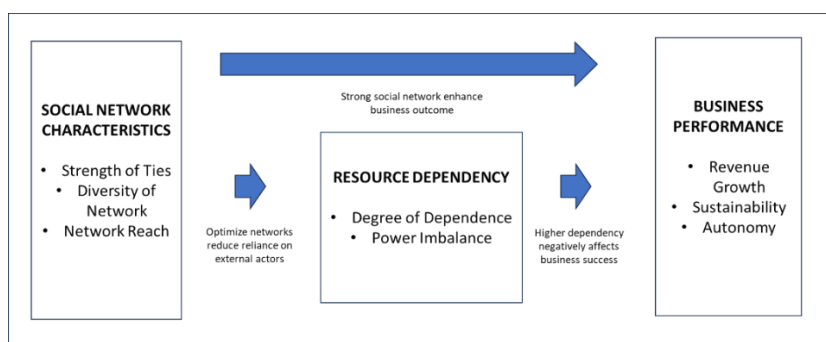 SOCIAL NETWORK
CHARACTERISTICS
• Strength of Ties
• Diversity of
Network
• Network Reach
Strong social network enhance
business outcome
Optimize networks
reduce reliance on
external actors
RESOURCE DEPENDENCY
• Degree of Dependence
• Power Imbalance
Higher dependency
negatively affects
business success
BUSINESS
PERFORMANCE
• Revenue
Growth
• Sustainability
• Autonomy